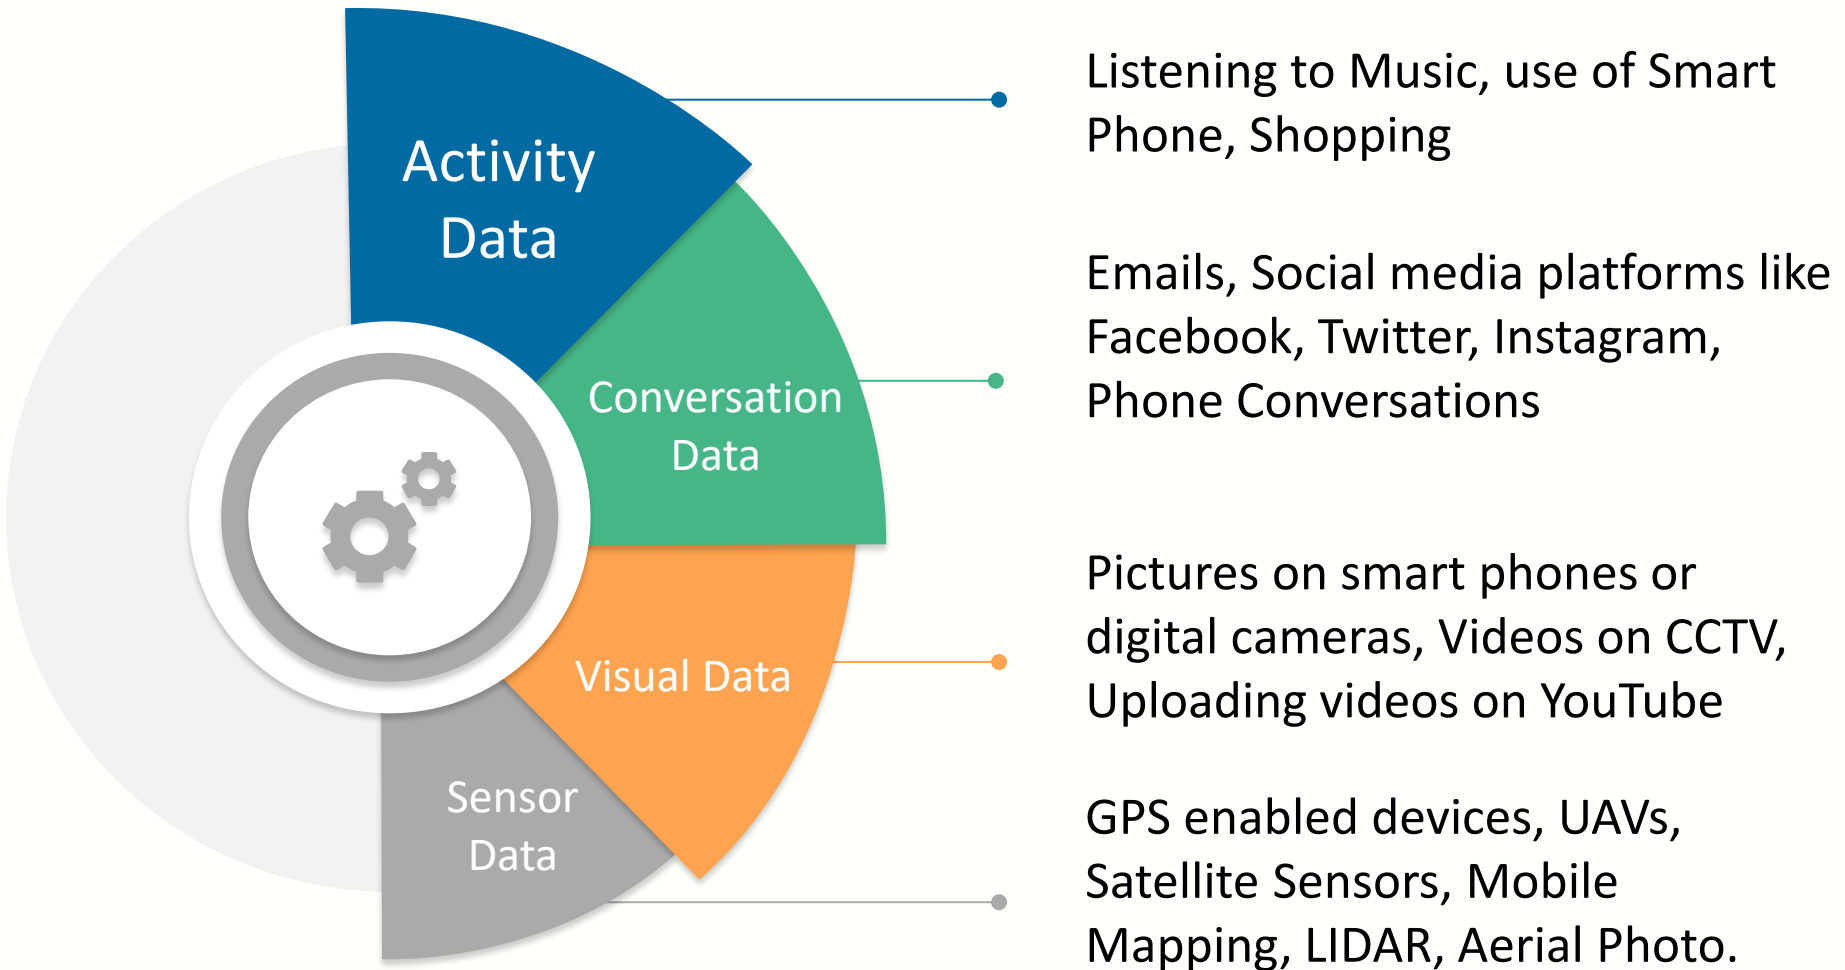 Activity
Data
Listening to Music, use of Smart
Phone, Shopping
Conversation
Data
Emails, Social media platforms like
Facebook, Twitter, Instagram,
Phone Conversations
Visual Data
Pictures on smart phones or
digital cameras, Videos on CCTV,
Uploading videos on YouTube
Sensor
Data
GPS enabled devices, UAVs,
Satellite Sensors, Mobile
Mapping, LIDAR, Aerial Photo.